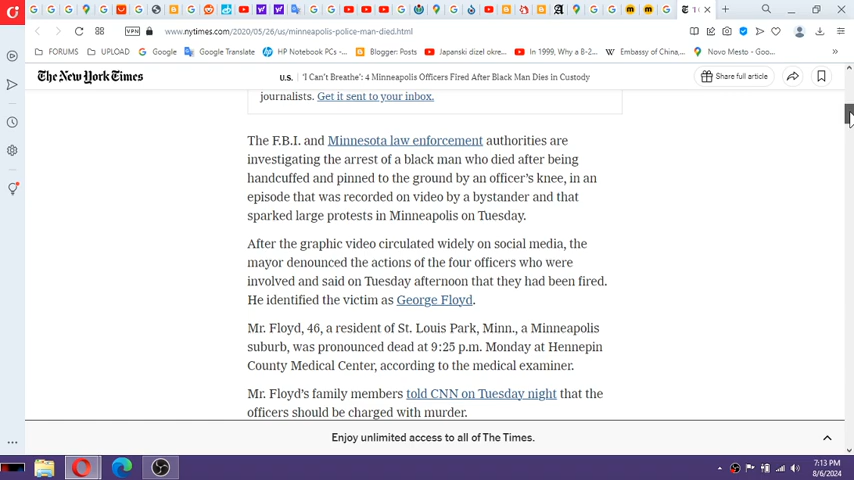 www.nytimes.com/2020/05/26/us/minneapolis-police-man-died.html
VPN
FORUMS UPLOAD Google Google Translate HP Notebook PC... Blogger: Posts Japanski dizel okre... In 1999, Why a B-2... Embassy of China,... Novo Mesto - Goo...
The New York Times
U.S. 'I Can't Breathe': 4 Minneapolis Officers Fired After Black Man Dies in Custody
Share full article
journalists. Get it sent to your inbox.
The F.B.I. and Minnesota law enforcement authorities are
investigating the arrest of a black man who died after being
handcuffed and pinned to the ground by an officer's knee, in an
episode that was recorded on video by a bystander and that
sparked large protests in Minneapolis on Tuesday.
After the graphic video circulated widely on social media, the
mayor denounced the actions of the four officers who were
involved and said on Tuesday afternoon that they had been fired.
He identified the victim as George Floyd.
Mr. Floyd, 46, a resident of St. Louis Park, Minn., a Minneapolis
suburb, was pronounced dead at 9:25 p.m. Monday at Hennepin
County Medical Center, according to the medical examiner.
Mr. Floyd's family members told CNN on Tuesday night that the
officers should be charged with murder.
Enjoy unlimited access to all of The Times.
7:13 PM
8/6/2024